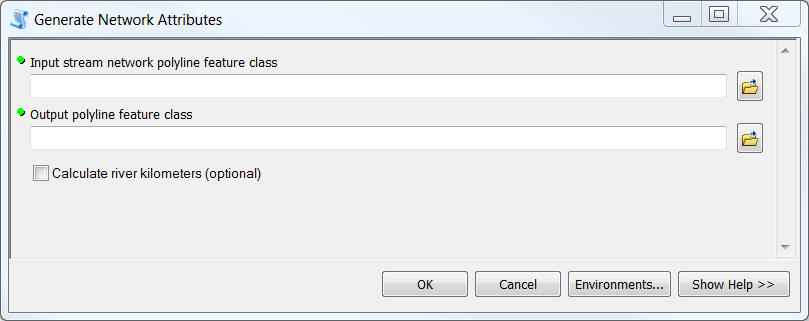 Generate Network Attributes
Input stream network polyline feature class
Output polyline feature class
Calculate river kilometers (optional)
OK Cancel Environments... Show Help >>